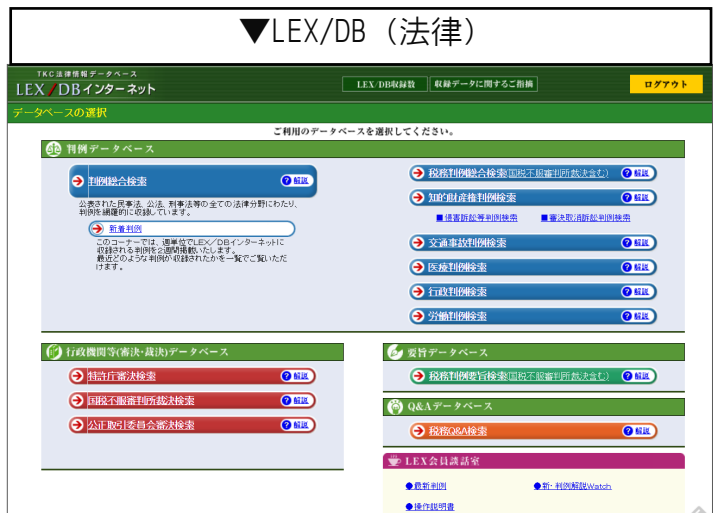 ▼LEX/DB (法律)
TKC法律情報データベース
LEX/DBインターネット
LEX/DB収録数
収録データに関するご指摘
ログアウト
データベースの選択
ご利用のデータベースを選択してください。
判例データベース
判例総合検索
?解説
公表された民事法、公法、刑事法等の全ての法律分野にわたり、
判例を網羅的に収録しています。
新着判例
このコーナーでは、週単位でLEX/DBインターネットに
収録される判例を2週間掲載いたします。
最近どのような判例が収録されたかを一覧でご覧いただ
けます。
税務判例総合検索(国税不服審判所裁決含む)
?解説
知的財産権判例検索
?解説
■侵害訴訟等判例検索
■審決取消訴訟判例検索
交通事故判例検索
?解説
医療判例検索
?解説
行政判例検索
?解説
労働判例検索
?解説
行政機関等(審決・裁決)データベース
特許庁審決検索
?解説
国税不服審判所裁決検索
?解説
公正取引委員会審決検索
?解説
要旨データベース
税務判例要旨検索(国税不服審判所裁決含む)
?解説
Q&Aデータベース
税務Q&A検索
?解説
LEX会員談話室
●最新判例
●新・判例解説Watch
●操作説明書